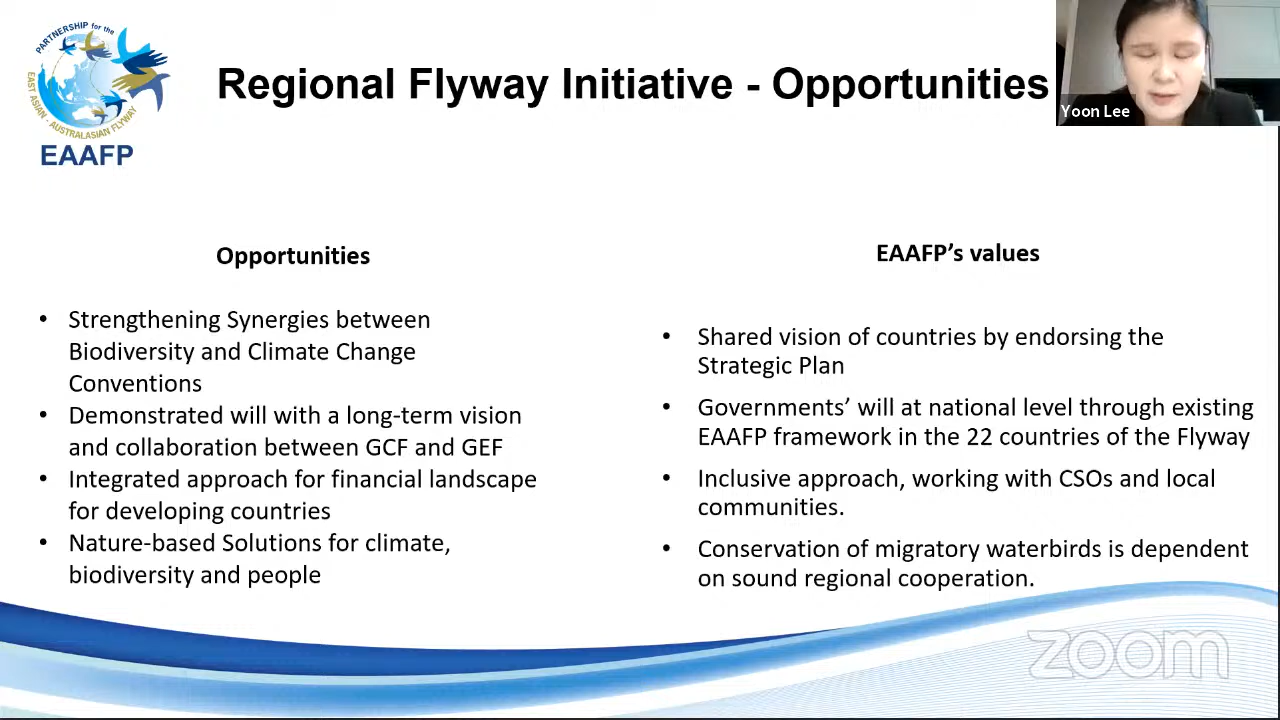 PARTNERSHIP for the
EAST ASIAN - AUSTRALASIAN FLYWAY
EAAFP
Regional Flyway Initiative - Opportunities
Yoon Lee
Opportunities
• Strengthening Synergies between
Biodiversity and Climate Change
Conventions
• Demonstrated will with a long-term vision
and collaboration between GCF and GEF
• Integrated approach for financial landscape
for developing countries
• Nature-based Solutions for climate,
biodiversity and people
EAAFP’s values
• Shared vision of countries by endorsing the
Strategic Plan
• Governments’ will at national level through existing
EAAFP framework in the 22 countries of the Flyway
• Inclusive approach, working with CSOs and local
communities.
• Conservation of migratory waterbirds is dependent
on sound regional cooperation.
zoom